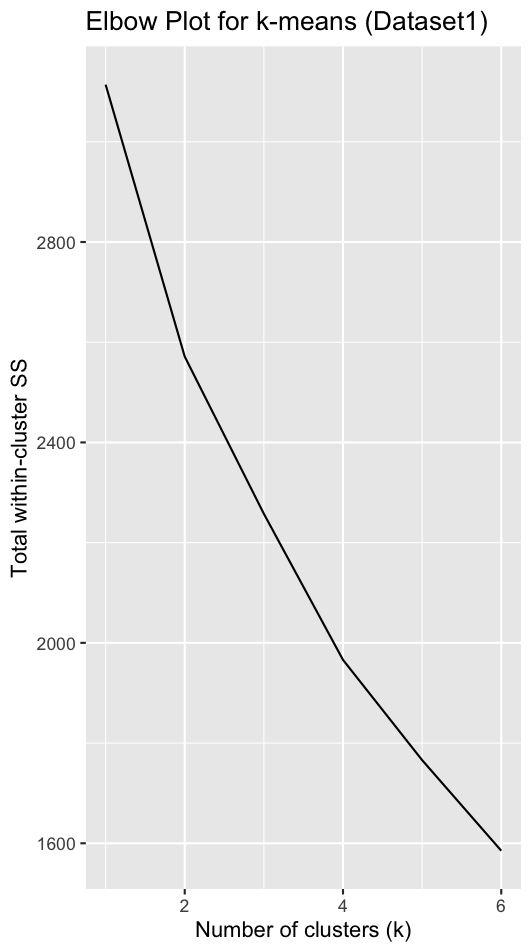 Elbow Plot for k-means (Dataset1)
2800
2400
2000
1600
Total within-cluster SS
2 4 6
Number of clusters (k)